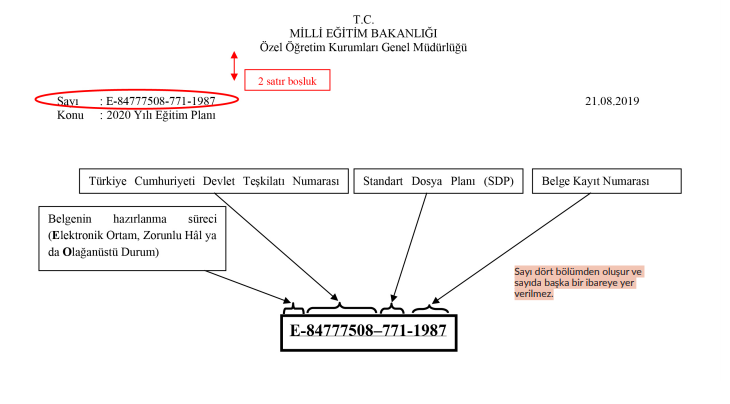 T.C.
MİLLİ EĞİTİM BAKANLIĞI
Özel Öğretim Kurumları Genel Müdürlüğü
2 satır bosluk
Sayı : E-84777508-771-1987 21.08.2019
Konu : 2020 Yılı Eğitim Planı
Türkiye Cumhuriyeti Devlet Teşkilatı Numarası
Standart Dosya Planı (SDP)
Belge Kayıt Numarası
Belgenin hazırlanma süreci
(Elektronik Ortam, Zorunlu Hâl ya
da Olağanüstü Durum)
Sayı dört bölümden oluşur ve
sayıda başka bir ibareye yer
verilmez.
E-84777508–771-1987